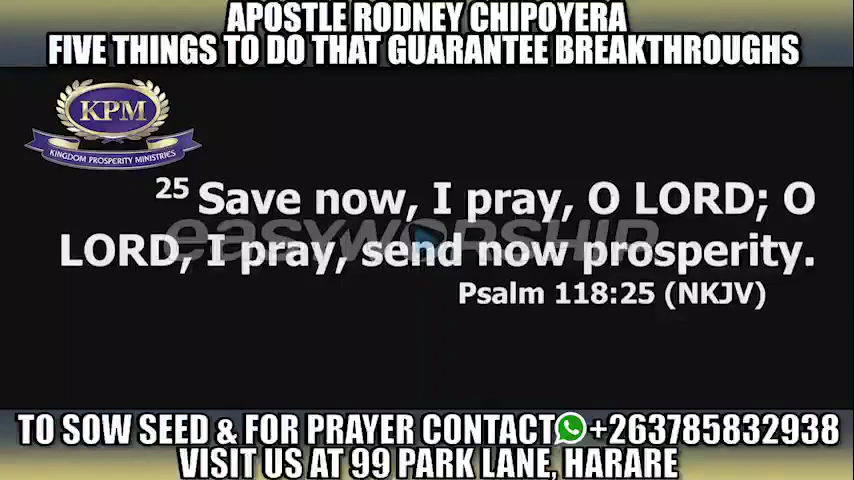 APOSTLE RODNEY CHIPOYERA
FIVE THINGS TO DO THAT GUARANTEE BREAKTHROUGHS
KPM
KINGDOM PROSPERITY MINISTRIES
25 Save now, I pray, O LORD; O
LORD, I pray, send now prosperity.
easyworship
Psalm 118:25 (NKJV)
TO SOW SEED & FOR PRAYER CONTACT +263785832938
VISIT US AT 99 PARK LANE, HARARE